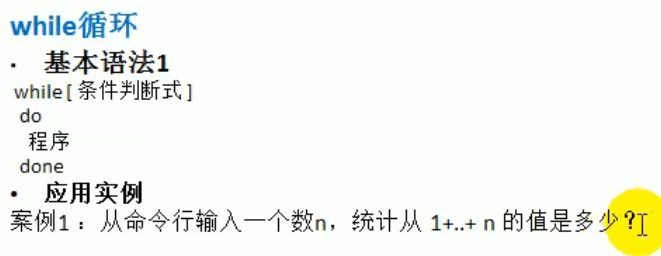 while循环
• 基本语法1
while[ 条件判断式 ]
do
程序
done
• 应用实例
案例1 ：从命令行输入一个数n，统计从 1+..+ n 的值是多少？